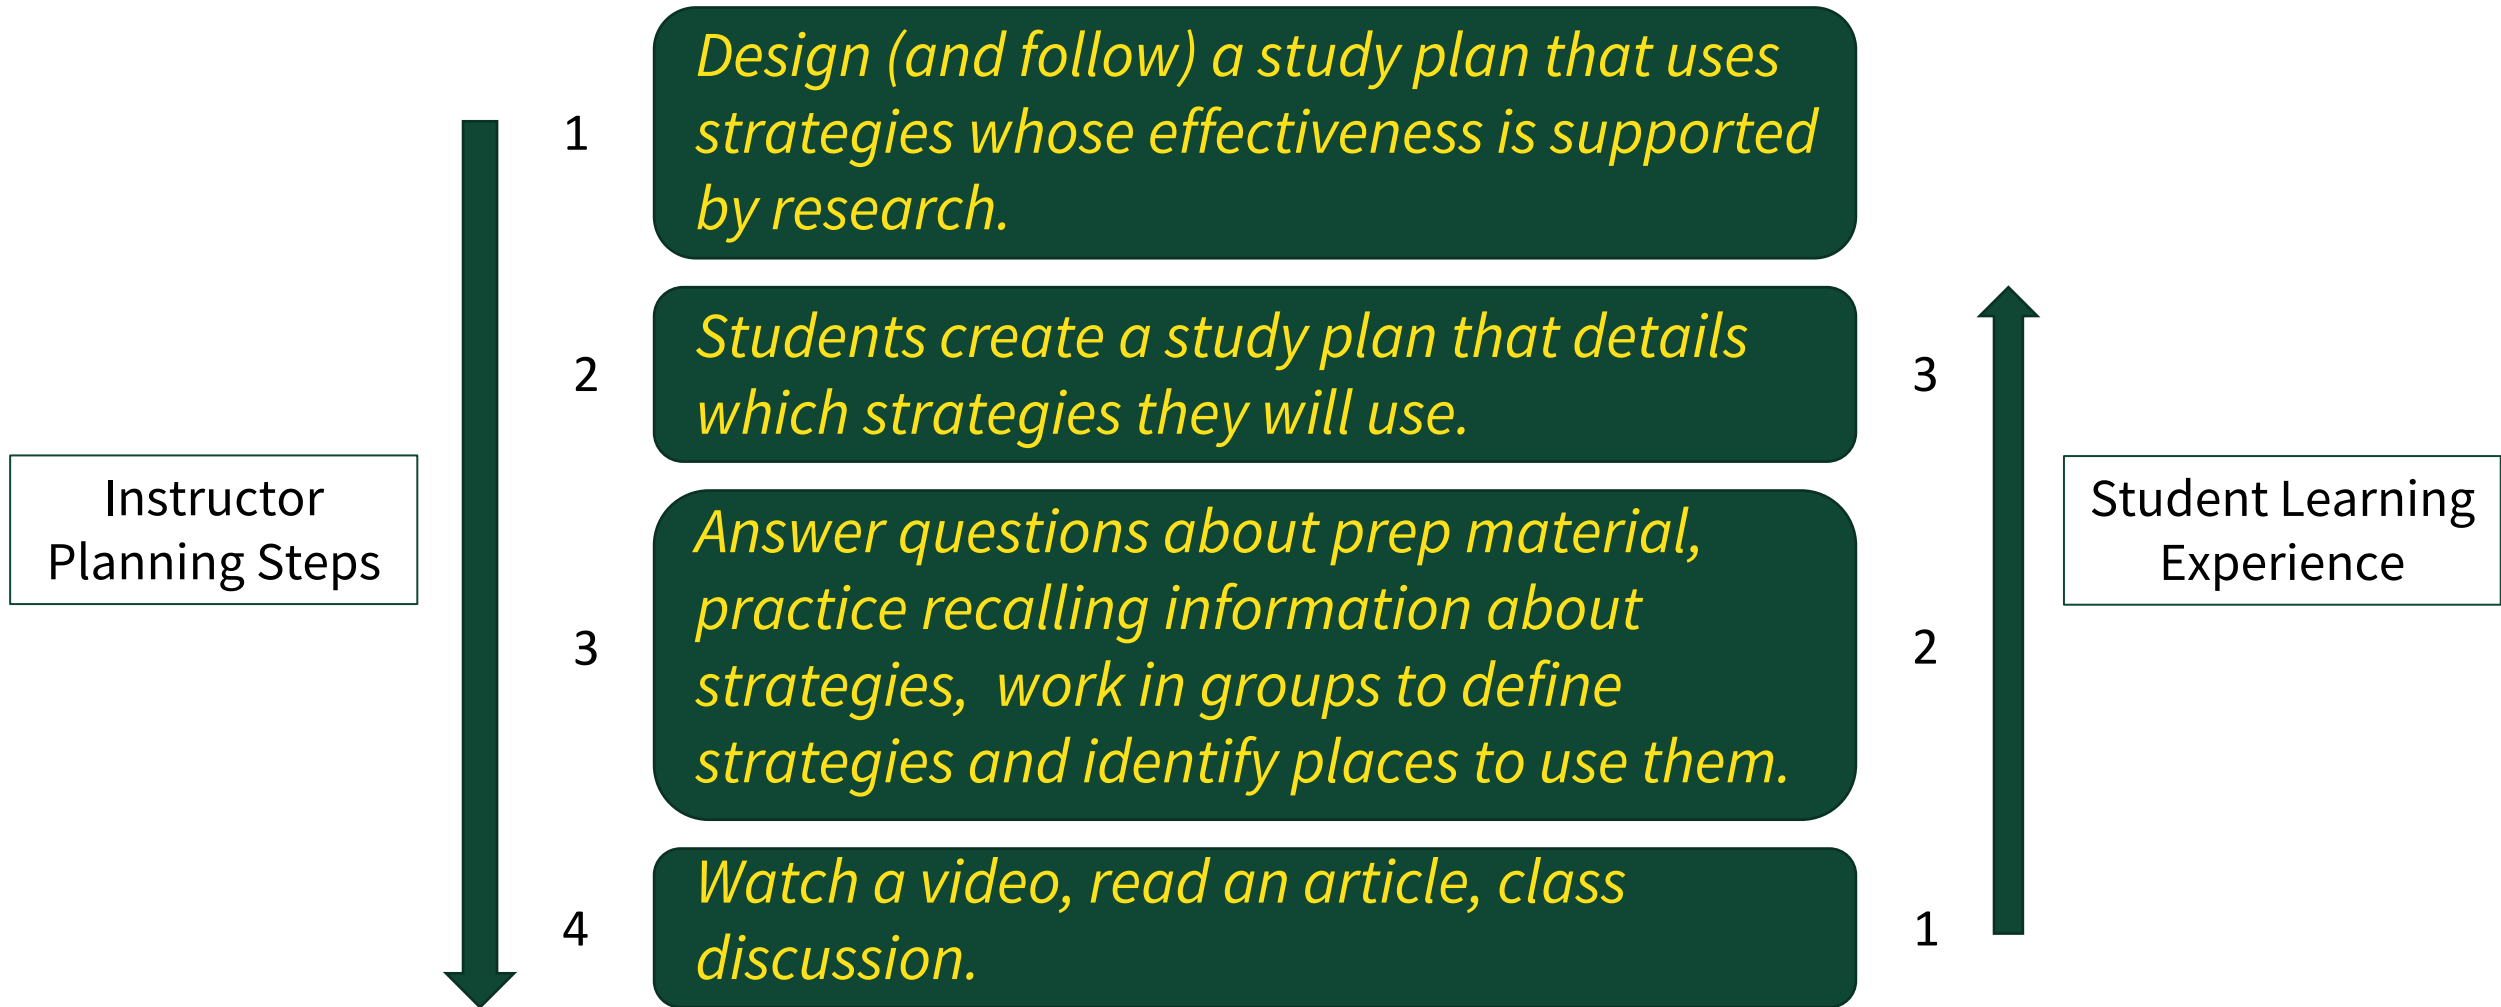 Design (and follow) a study plan that uses
strategies whose effectiveness is supported
by research.
1
Students create a study plan that details
which strategies they will use.
2
3
Instructor
Planning Steps
Student Learning
Experience
Answer questions about prep material,
practice recalling information about
strategies,  work in groups to define
strategies and identify places to use them.
3
2
Watch a video, read an article, class
discussion.
4
1